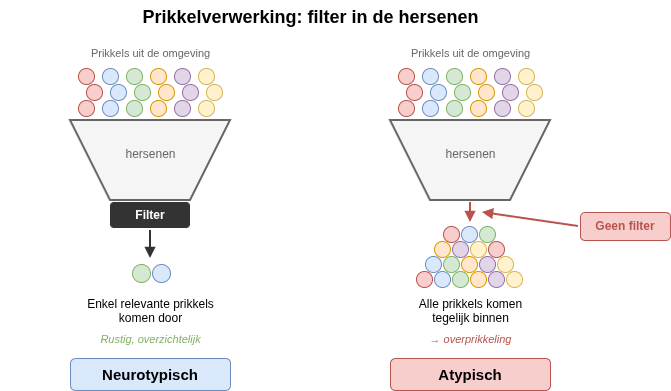 Prikkelverwerking: filter in de hersenen
Prikkels uit de omgeving
hersenen
Filter
Enkel relevante prikkels
komen door
Rustig, overzichtelijk
Neurotypisch
Prikkels uit de omgeving
hersenen
Geen filter
Alle prikkels komen
tegelijk binnen
→ overprikkeling
Atypisch